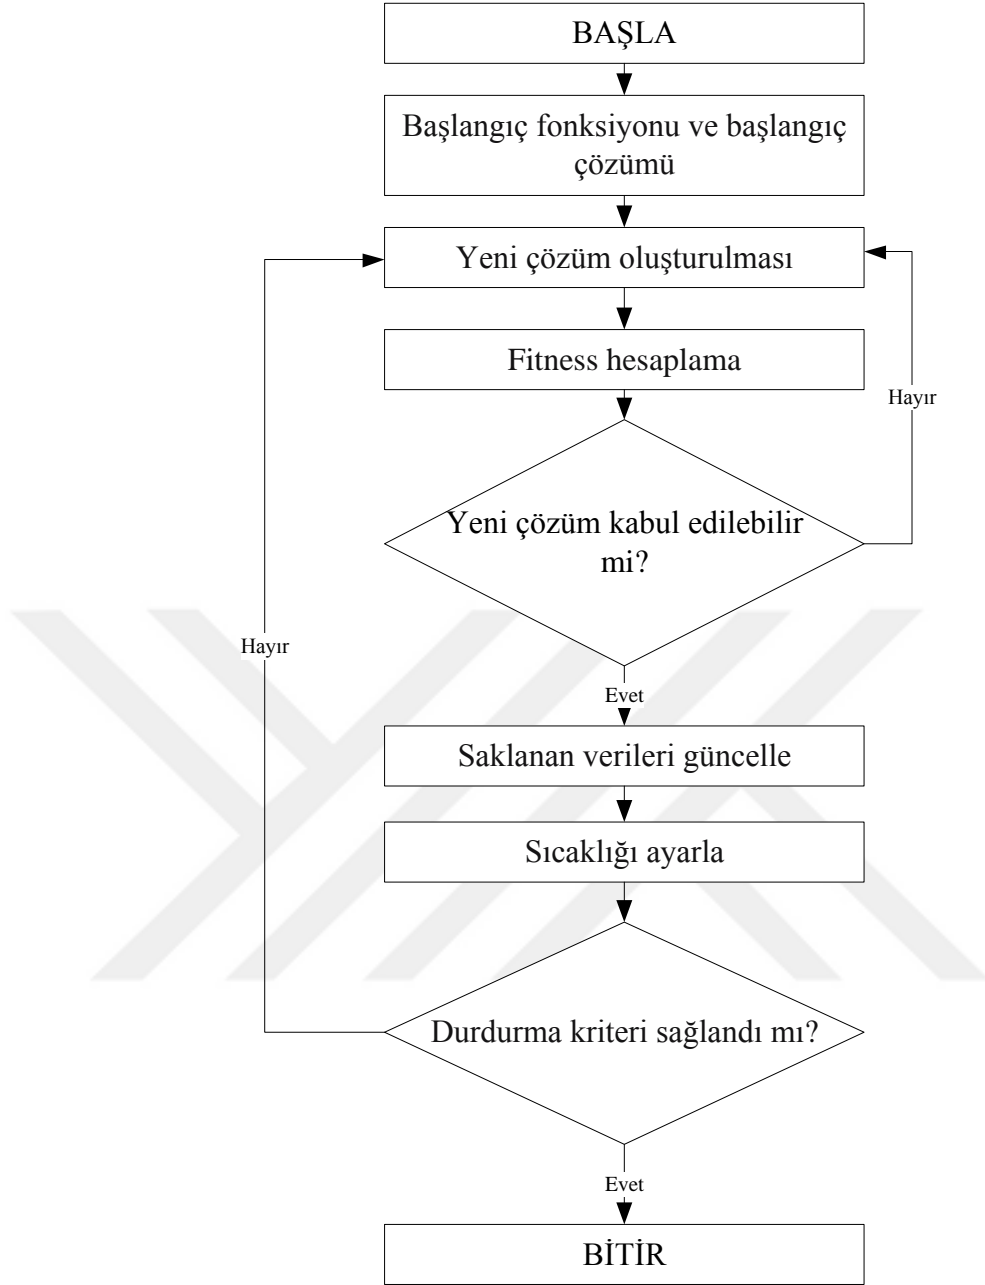 BAŞLA
Başlangıç fonksiyonu ve başlangıç
çözümü
Yeni çözüm oluşturulması
Fitness hesaplama
Hayır
Yeni çözüm kabul edilebilir
mi?
Hayır
Evet
Saklanan verileri güncelle
Sıcaklığı ayarla
Durdurma kriteri sağlandı mı?
Evet
BİTİR